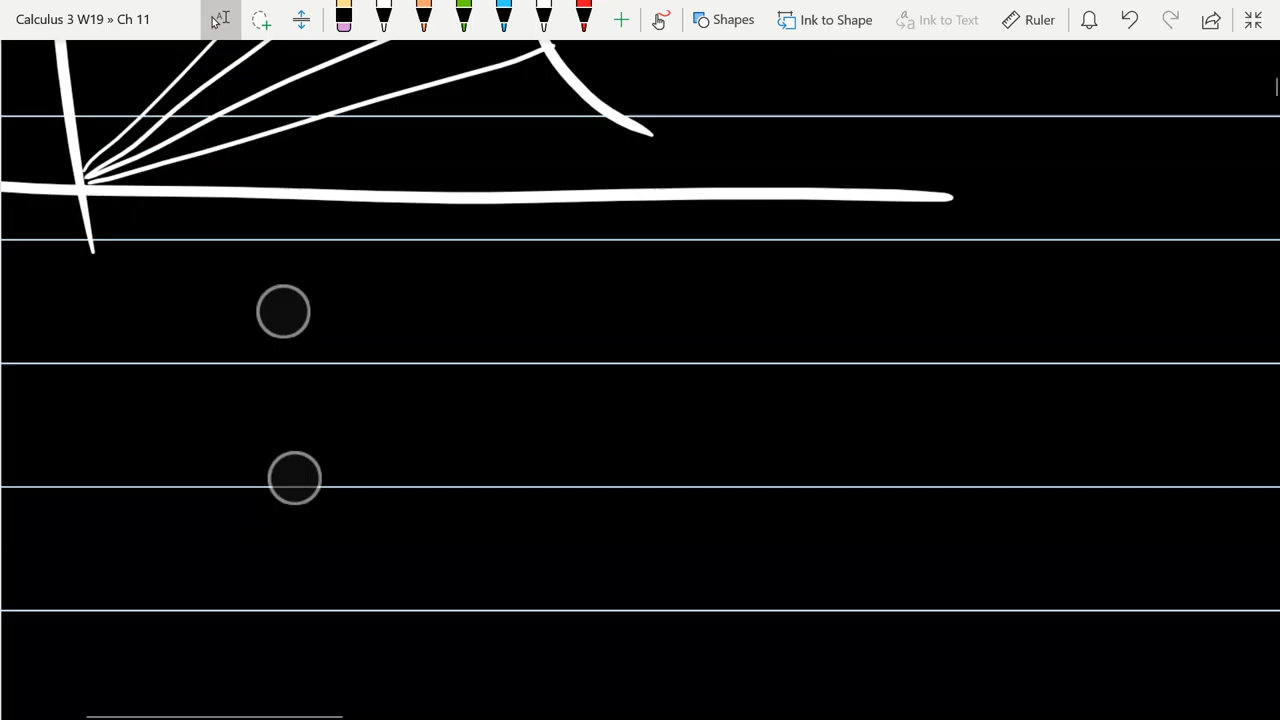 Calculus 3 W19 » Ch 11
Shapes
Ink to Shape
Ink to Text
Ruler